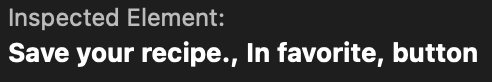 Inspected Element:
Save your recipe., In favorite, button